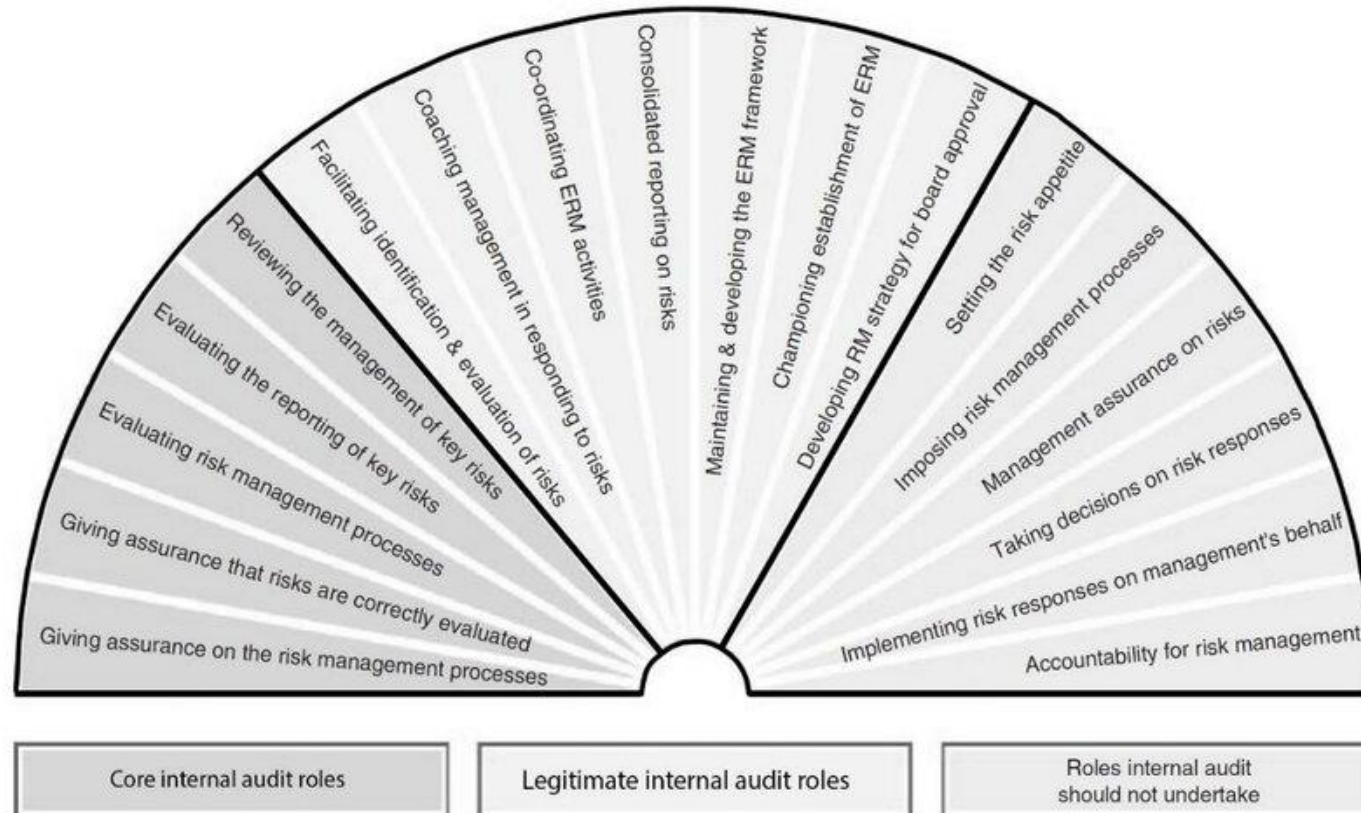 Giving assurance on the risk management processes
Giving assurance that risks are correctly evaluated
Evaluating risk management processes
Evaluating the reporting of key risks
Reviewing the management of key risks
Facilitating identification & evaluation of risks
Coaching management in responding to risks
Co-ordinating ERM activities
Consolidated reporting on risks
Maintaining & developing the ERM framework
Championing establishment of ERM
Developing RM strategy for board approval
Setting the risk appetite
Imposing risk management processes
Management assurance on risks
Taking decisions on risk responses
Implementing risk responses on management's behalf
Accountability for risk management
Core internal audit roles
Legitimate internal audit roles
Roles internal audit
should not undertake